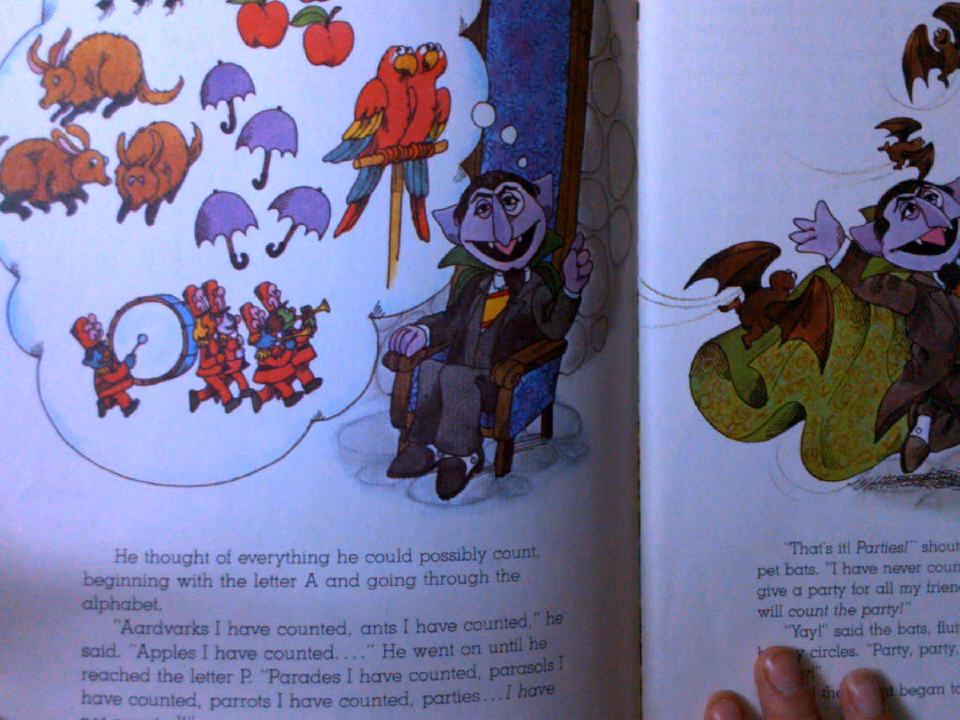 He thought of everything he could possibly count,
beginning with the letter A and going through the
alphabet.
"Aardvarks I have counted, ants I have counted," he
said. "Apples I have counted...." He went on until he
reached the letter P. "Parades I have counted, parasols I
have counted, parrots I have counted, parties...I have
"That's it! Parties!" shou
pet bats. "I have never coun
give a party for all my frien
will count the party!"
"Yay!" said the bats, flut
circles. "Party, party,
began to